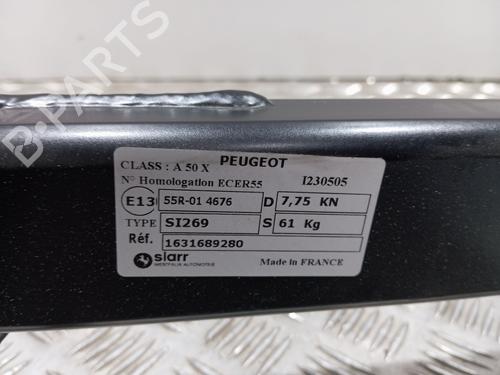 B-PARTS
CLASS : A 50 X PEUGEOT
N° Homologation ECER55 I230505
E13 55R-01 4676 D 7,75 KN
TYPE SI269 S 61 Kg
Réf. 1631689280
siarr
WESTFALIA AUTOMOTIVE
Made in FRANCE